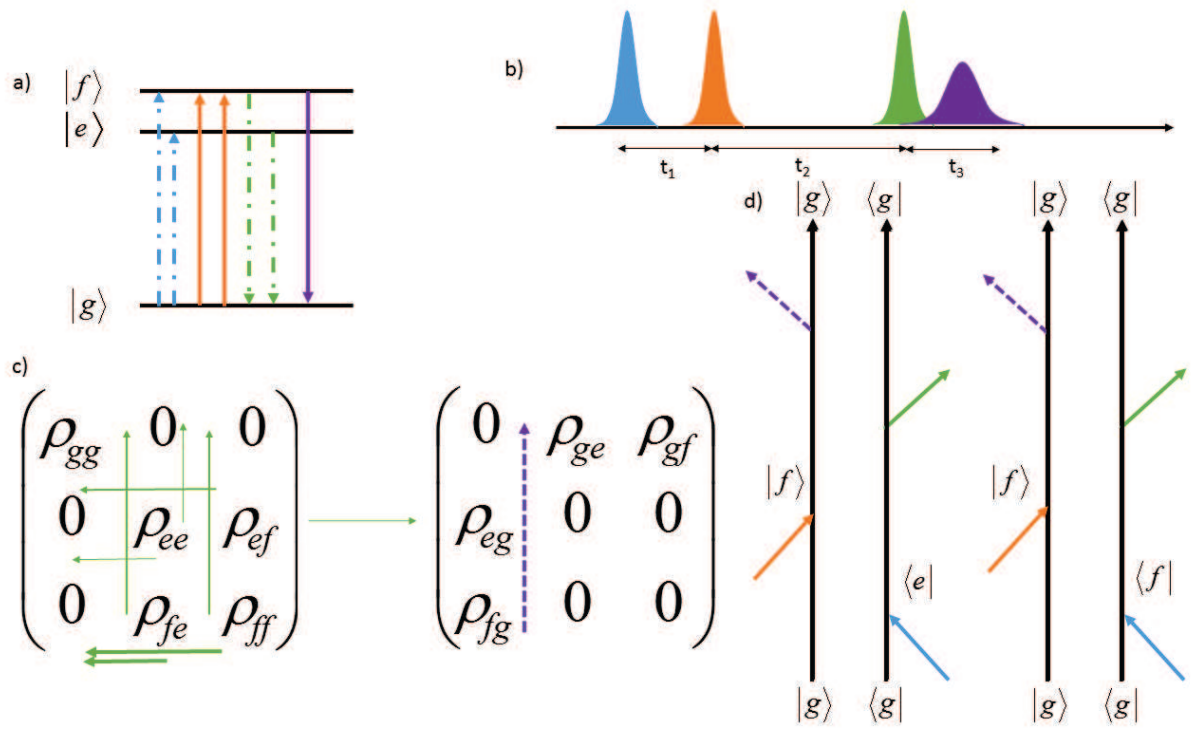 a)
|f⟩
|e⟩
|g⟩
b)
t₁
t₂
t₃
c)
ρgg 0 0
0 ρee ρef
0 ρfe ρff
0 ρge ρgf
ρeg 0 0
ρfg 0 0
d)
|g⟩ ⟨g|
|f⟩
⟨e|
|g⟩ ⟨g|
|g⟩ ⟨g|
|f⟩
⟨f|
|g⟩ ⟨g|